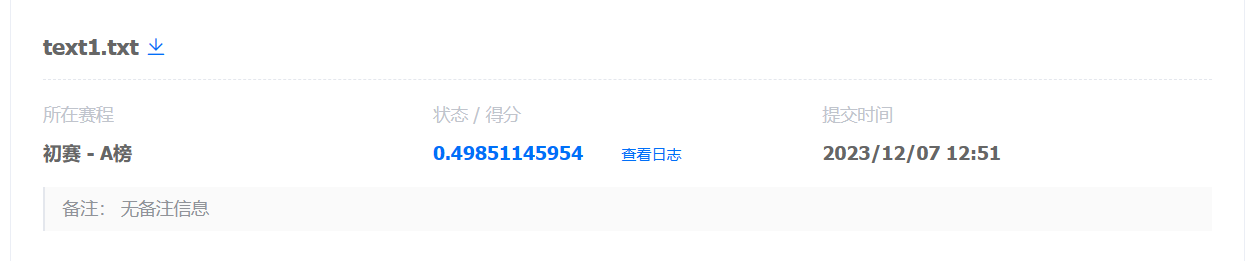 text1.txt
所在赛程
状态 / 得分
提交时间
初赛 - A榜
0.49851145954
查看日志
2023/12/07 12:51
备注： 无备注信息